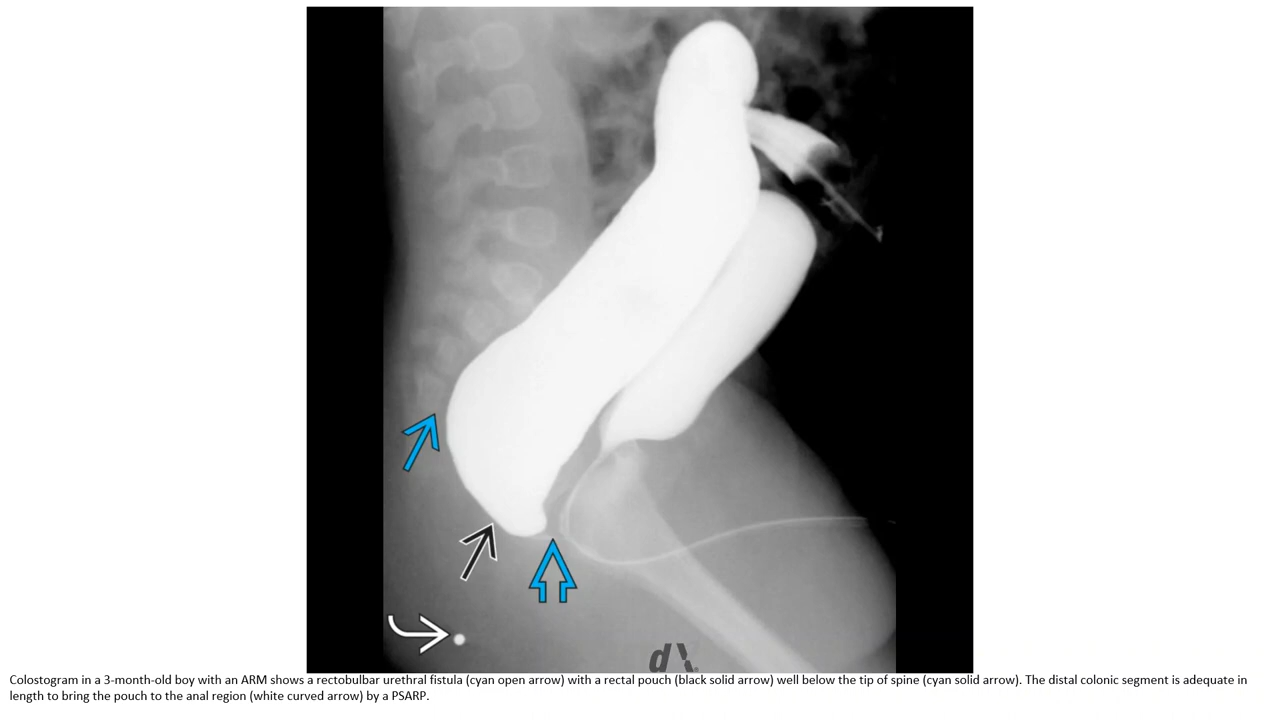 Colostogram in a 3-month-old boy with an ARM shows a rectobulbar urethral fistula (cyan open arrow) with a rectal pouch (black solid arrow) well below the tip of spine (cyan solid arrow). The distal colonic segment is adequate in
length to bring the pouch to the anal region (white curved arrow) by a PSARP.